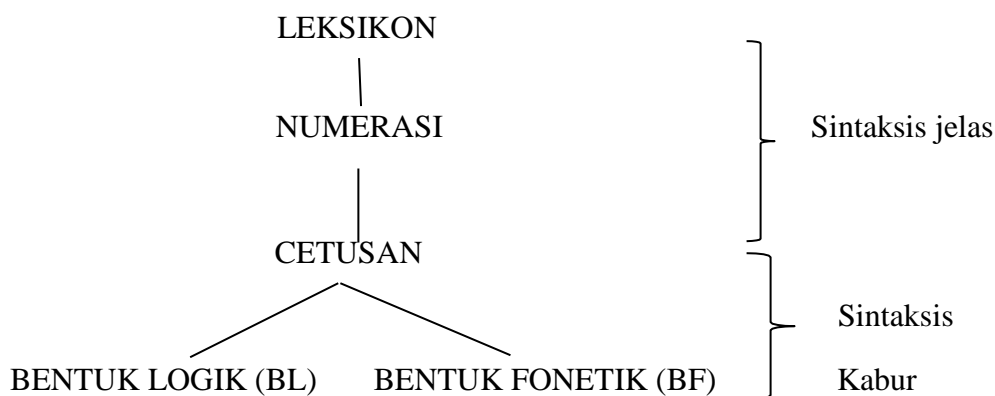 LEKSIKON
NUMERASI
Sintaksis jelas
CETUSAN
Sintaksis
BENTUK LOGIK (BL)
BENTUK FONETIK (BF)
Kabur